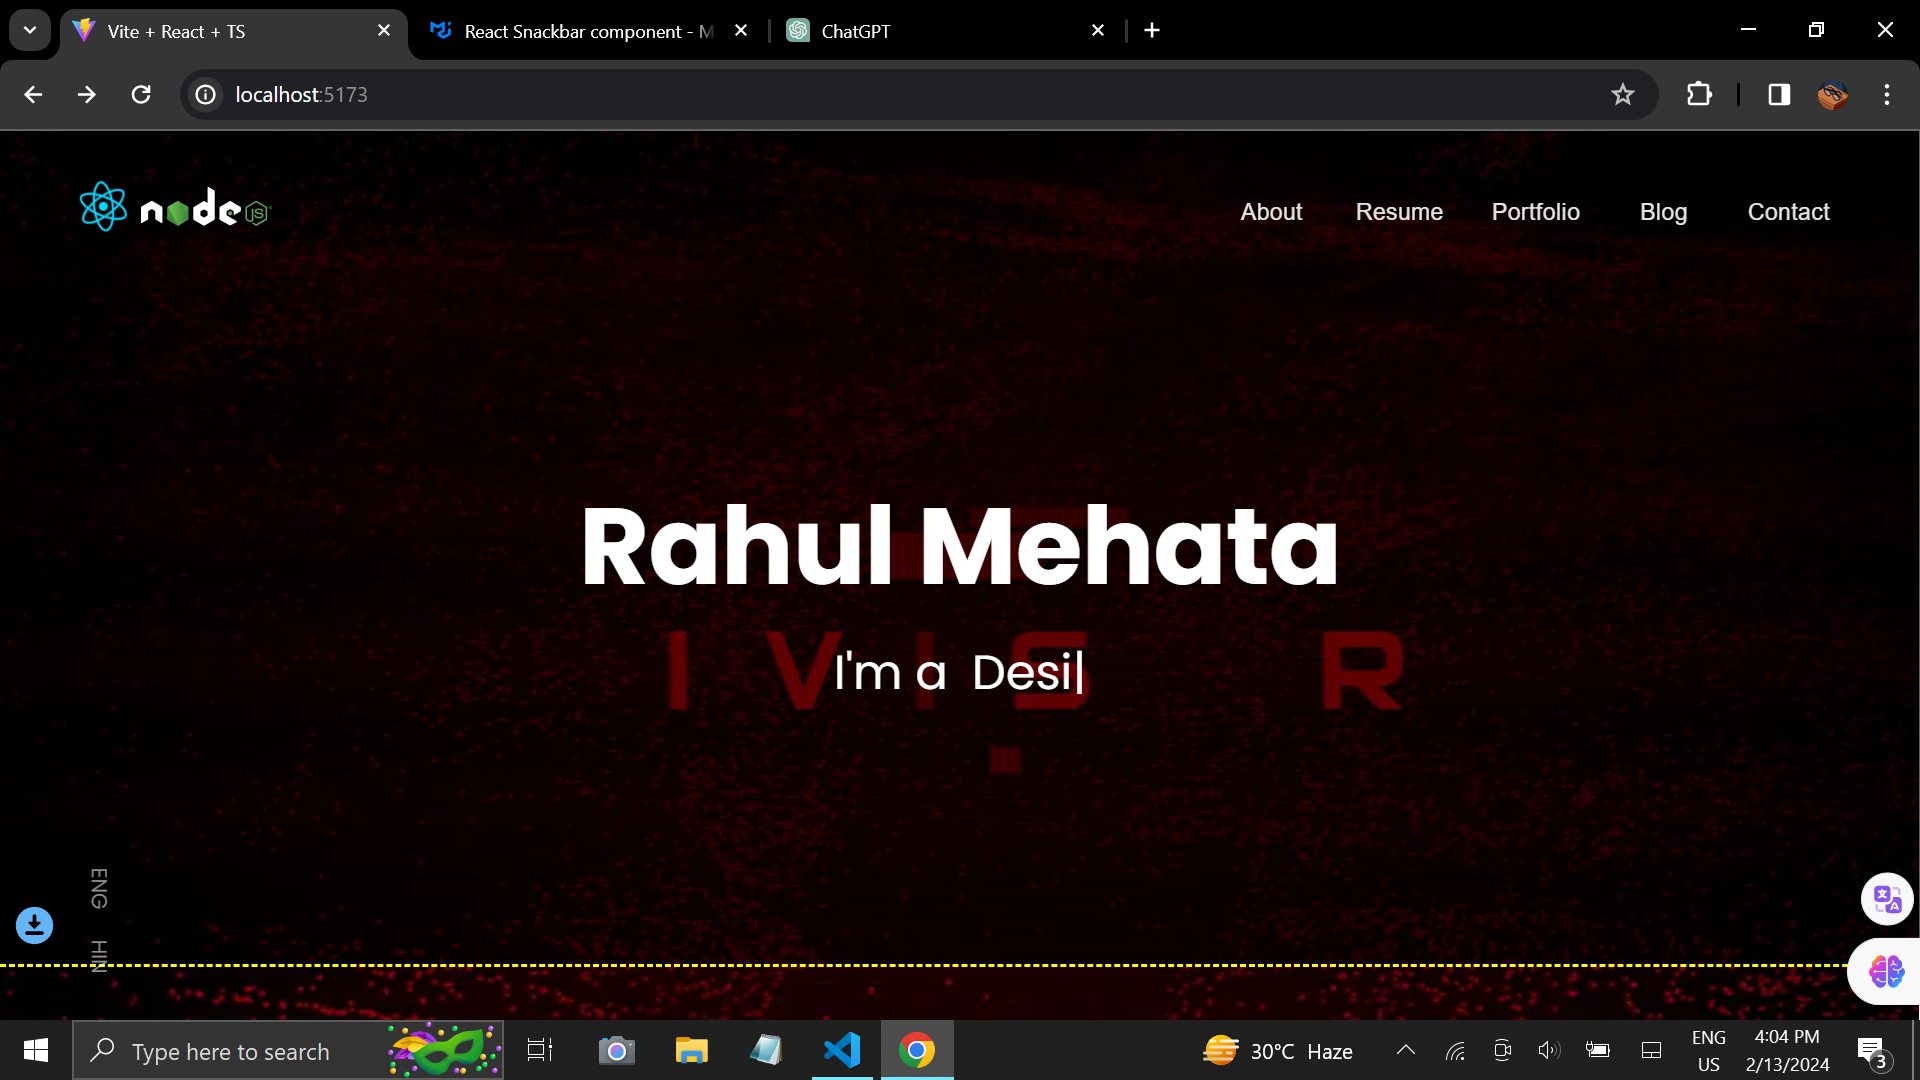 Vite + React + TS
React Snackbar component - M
ChatGPT
localhost:5173
node JS
About Resume Portfolio Blog Contact
Rahul Mehata
I'm a Desi|
I V I S R
ENG
HIN
Type here to search
30°C Haze
ENG
US
4:04 PM
2/13/2024
3